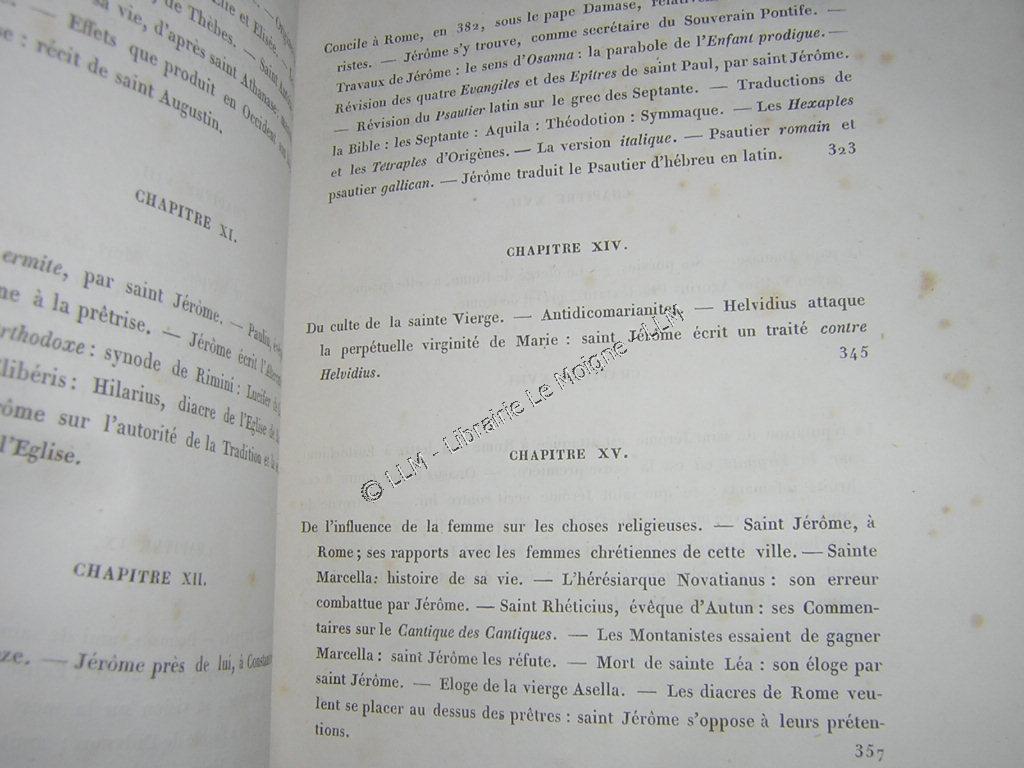 et Elisée. —
sa vie, d'après saint Athanase
de Thèbes. — Saint
— Effets que produit en Occident
: récit de saint Augustin.
CHAPITRE XI.
ermite, par saint Jérôme. — Paulin,
à la prêtrise. — Jérôme écrit
orthodoxe : synode de Rimini : Lucifer
Elibéris : Hilarius, diacre de l'Eglise de
sur l'autorité de la Tradition et
l'Eglise.
CHAPITRE XII.
— Jérôme près de lui, à
Concile à Rome, en 382, sous le pape Damase,
ristes. — Jérôme s'y trouve, comme secrétaire du Souverain Pontife. —
Travaux de Jérôme : le sens d'Osanna : la parabole de l'Enfant prodigue. —
Révision des quatre Evangiles et des Epitres de saint Paul, par saint Jérôme.
— Révision du Psautier latin sur le grec des Septante. — Traductions de
la Bible : les Septante : Aquila : Théodotion : Symmaque. — Les Hexaples
et les Tétraples d'Origènes. — La version italique. — Psautier romain et
psautier gallican. — Jérôme traduit le Psautier d'hébreu en latin. 323
CHAPITRE XIV.
Du culte de la sainte Vierge. — Antidicomarianites. — Helvidius attaque
la perpétuelle virginité de Marie : saint Jérôme écrit un traité contre
Helvidius. 345
© LLM - Librairie Le Moigne - LLM
CHAPITRE XV.
De l'influence de la femme sur les choses religieuses. — Saint Jérôme, à
Rome ; ses rapports avec les femmes chrétiennes de cette ville. — Sainte
Marcella : histoire de sa vie. — L'hérésiarque Novatianus : son erreur
combattue par Jérôme. — Saint Rhéticius, évêque d'Autun : ses Commen-
taires sur le Cantique des Cantiques. — Les Montanistes essaient de gagner
Marcella : saint Jérôme les réfute. — Mort de sainte Léa : son éloge par
saint Jérôme. — Eloge de la vierge Asella. — Les diacres de Rome veu-
lent se placer au dessus des prêtres : saint Jérôme s'oppose à leurs préten-
tions. 357